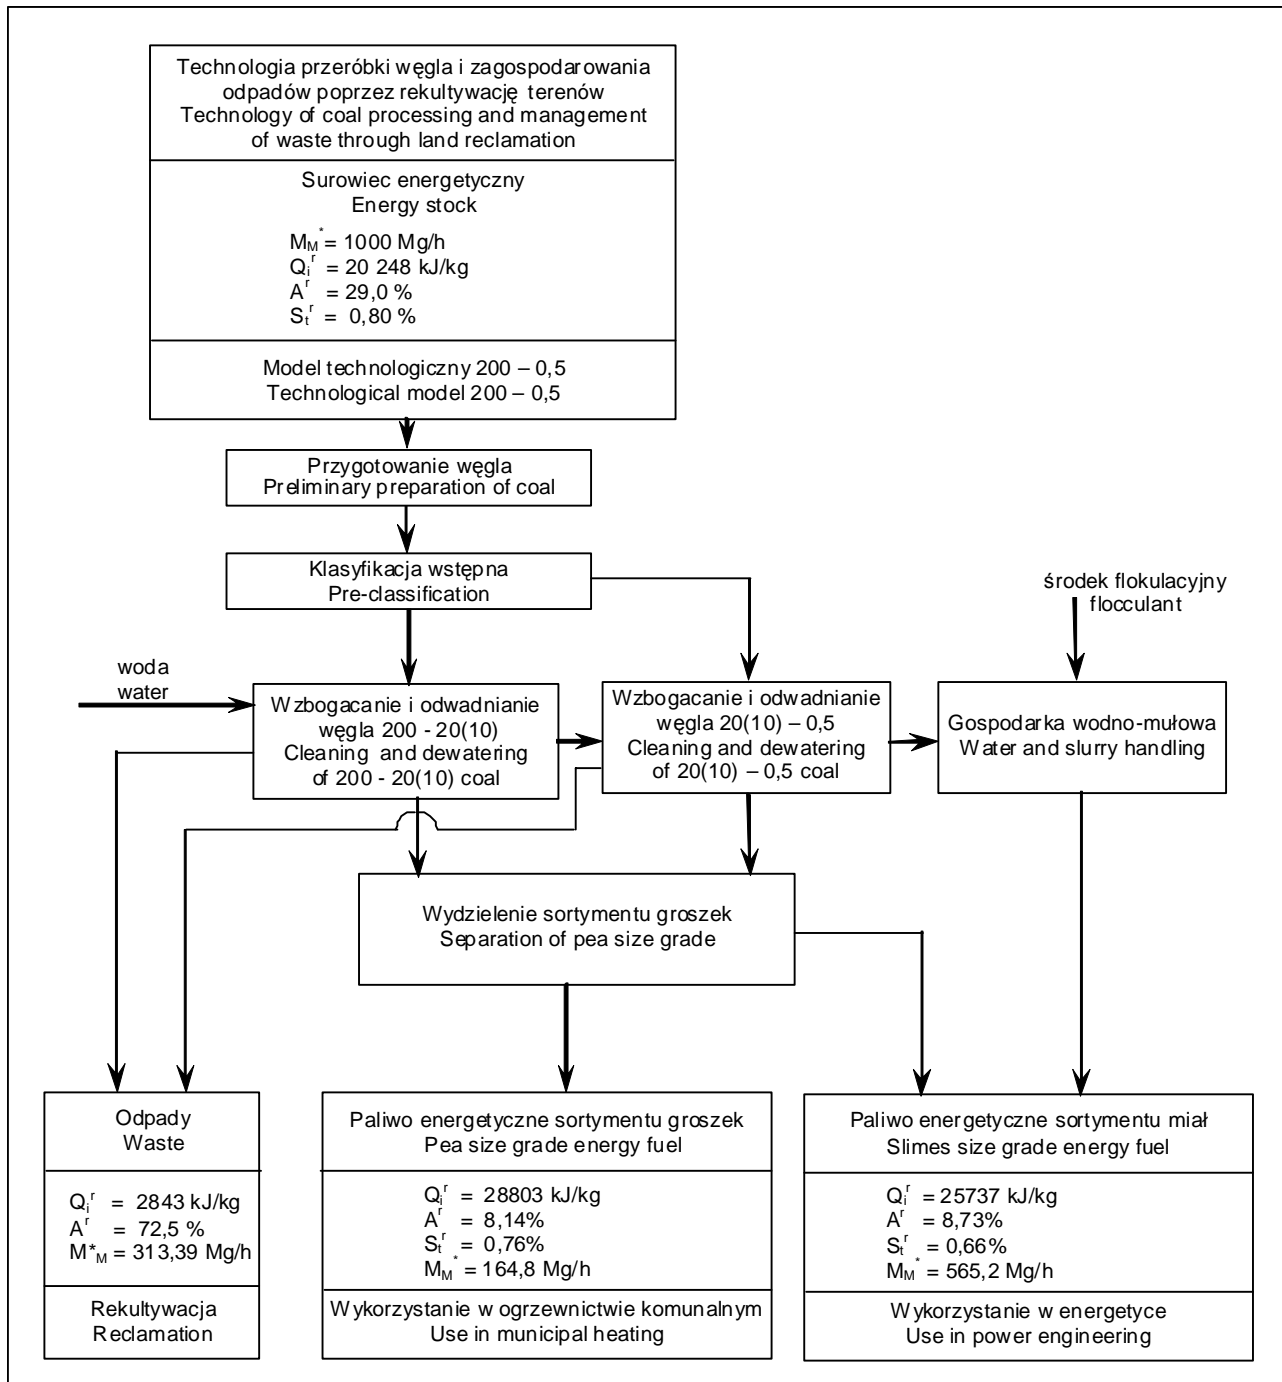 Technologia przeróbki węgla i zagospodarowania
odpadów poprzez rekultywację terenów
Technology of coal processing and management
of waste through land reclamation
Surowiec energetyczny
Energy stock
M_M^* = 1000 Mg/h
Q_i^r = 20 248 kJ/kg
A^r = 29,0 %
S_t^r = 0,80 %
Model technologiczny 200 – 0,5
Technological model 200 – 0,5
Przygotowanie węgla
Preliminary preparation of coal
Klasyfikacja wstępna
Pre-classification
środek flokulacyjny
flocculant
woda
water
Wzbogacanie i odwadnianie
węgla 200 - 20(10)
Cleaning and dewatering
of 200 - 20(10) coal
Wzbogacanie i odwadnianie
węgla 20(10) – 0,5
Cleaning and dewatering
of 20(10) – 0,5 coal
Gospodarka wodno-mułowa
Water and slurry handling
Wydzielenie sortymentu groszek
Separation of pea size grade
Odpady
Waste
Q_i^r = 2843 kJ/kg
A^r = 72,5 %
M*_M = 313,39 Mg/h
Rekultywacja
Reclamation
Paliwo energetyczne sortymentu groszek
Pea size grade energy fuel
Q_i^r = 28803 kJ/kg
A^r = 8,14%
S_t^r = 0,76%
M_M^* = 164,8 Mg/h
Wykorzystanie w ogrzewnictwie komunalnym
Use in municipal heating
Paliwo energetyczne sortymentu miał
Slimes size grade energy fuel
Q_i^r = 25737 kJ/kg
A^r = 8,73%
S_t^r = 0,66%
M_M^* = 565,2 Mg/h
Wykorzystanie w energetyce
Use in power engineering